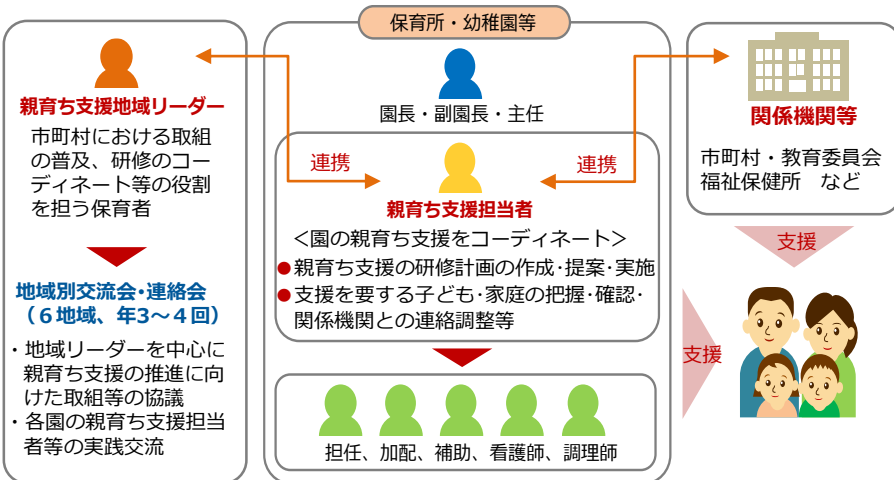 親育ち支援地域リーダー
市町村における取組
の普及、研修のコー
ディネート等の役割
を担う保育者
地域別交流会・連絡会
(６地域、年3～４回)
・地域リーダーを中心に
親育ち支援の推進に向
けた取組等の協議
・各園の親育ち支援担当
者等の実践交流
保育所・幼稚園等
園長・副園長・主任
連携
連携
親育ち支援担当者
＜園の親育ち支援をコーディネート＞
●親育ち支援の研修計画の作成･提案･実施
●支援を要する子ども･家庭の把握･確認･
関係機関との連絡調整等
担任、加配、補助、看護師、調理師
関係機関等
市町村・教育委員会
福祉保健所　など
支援
支援